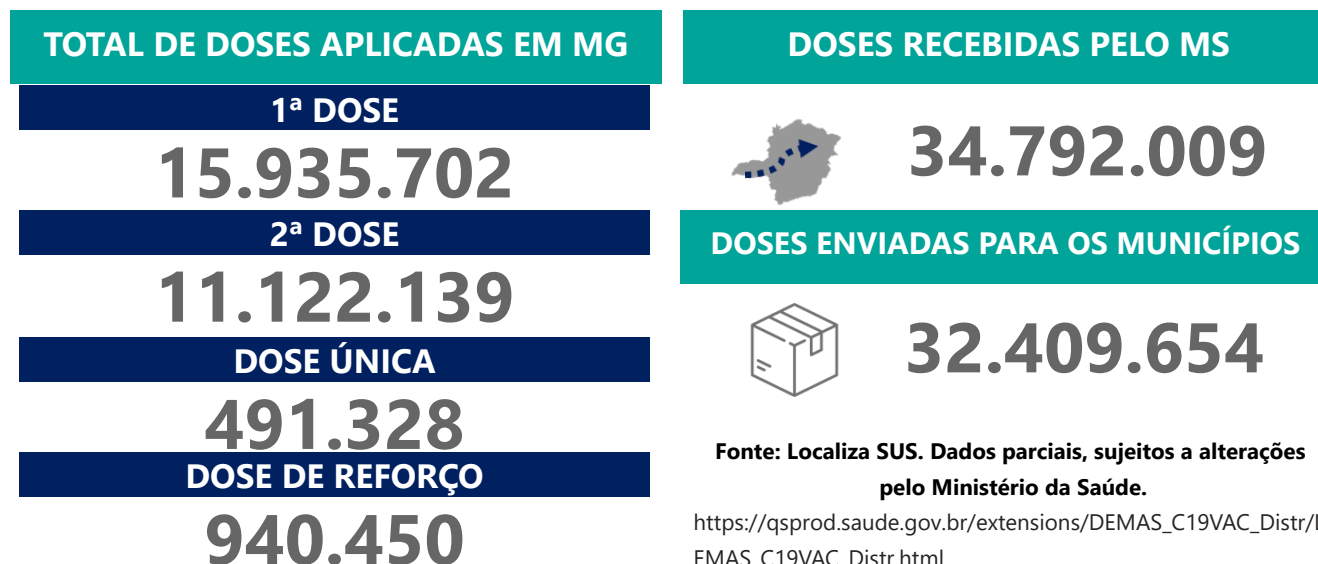 TOTAL DE DOSES APLICADAS EM MG
1ª DOSE
15.935.702
2ª DOSE
11.122.139
DOSE ÚNICA
491.328
DOSE DE REFORÇO
940.450
DOSES RECEBIDAS PELO MS
34.792.009
DOSES ENVIADAS PARA OS MUNICÍPIOS
32.409.654
Fonte: Localiza SUS. Dados parciais, sujeitos a alterações
pelo Ministério da Saúde.
https://qsprod.saude.gov.br/extensions/DEMAS_C19VAC_Distr/D
EMAS_C19VAC_Distr.html